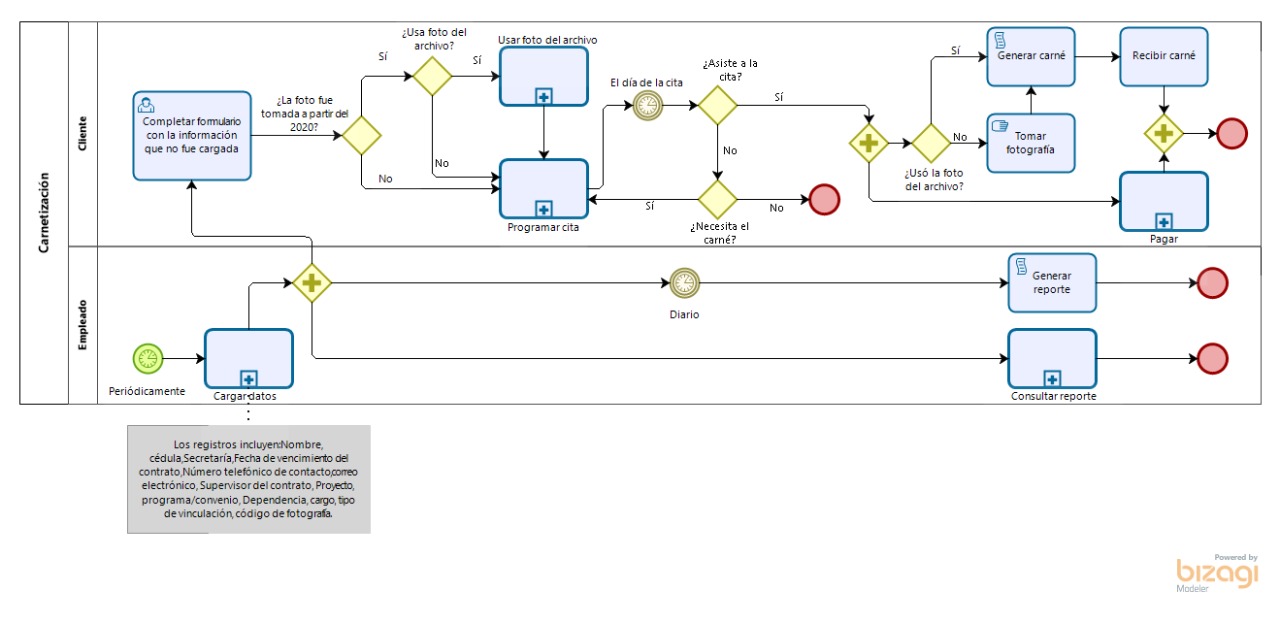 Carnetización
Cliente
Completar formulario
con la información
que no fue cargada
¿La foto fue
tomada a partir del
2020?
Sí
No
¿Usa foto del
archivo?
Sí
No
Usar foto del archivo
Programar cita
El día de la cita
¿Asiste a la
cita?
Sí
No
¿Necesita el
carné?
Sí
No
¿Usó la foto
del archivo?
Sí
No
Generar carné
Tomar
fotografía
Recibir carné
Pagar
Empleado
Periódicamente
Cargar datos
Diario
Generar
reporte
Consultar reporte
Los registros incluyen:Nombre,
cédula,Secretaría,Fecha de vencimiento del
contrato,Número telefónico de contacto,correo
electrónico, Supervisor del contrato, Proyecto,
programa/convenio, Dependencia, cargo, tipo
de vinculación, código de fotografía.
Powered by
bizagi
Modeler